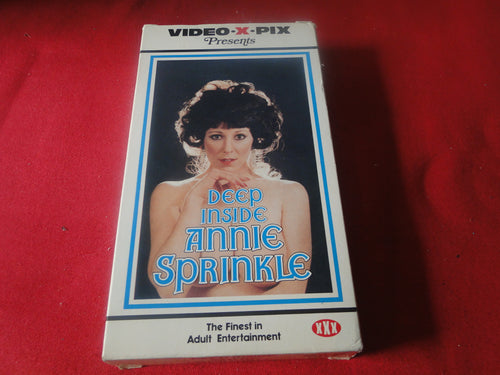 VIDEO-X-PIX
Presents
DEEP
INSIDE
ANNIE
SPRINKLE
The Finest in
Adult Entertainment
XXX